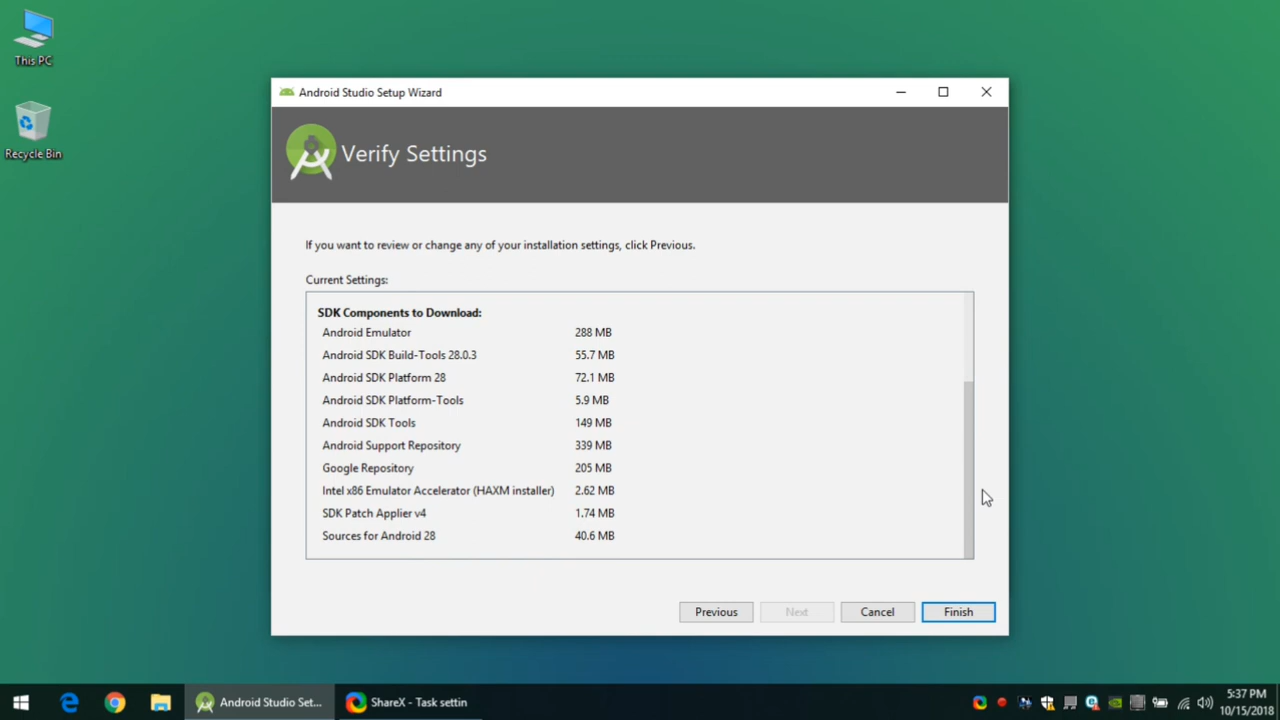 This PC
Recycle Bin
Android Studio Setup Wizard
Verify Settings
If you want to review or change any of your installation settings, click Previous.
Current Settings:
SDK Components to Download:
Android Emulator 288 MB
Android SDK Build-Tools 28.0.3 55.7 MB
Android SDK Platform 28 72.1 MB
Android SDK Platform-Tools 5.9 MB
Android SDK Tools 149 MB
Android Support Repository 339 MB
Google Repository 205 MB
Intel x86 Emulator Accelerator (HAXM installer) 2.62 MB
SDK Patch Applier v4 1.74 MB
Sources for Android 28 40.6 MB
Previous Next Cancel Finish
Android Studio Set... ShareX - Task settin
5:37 PM
10/15/2018